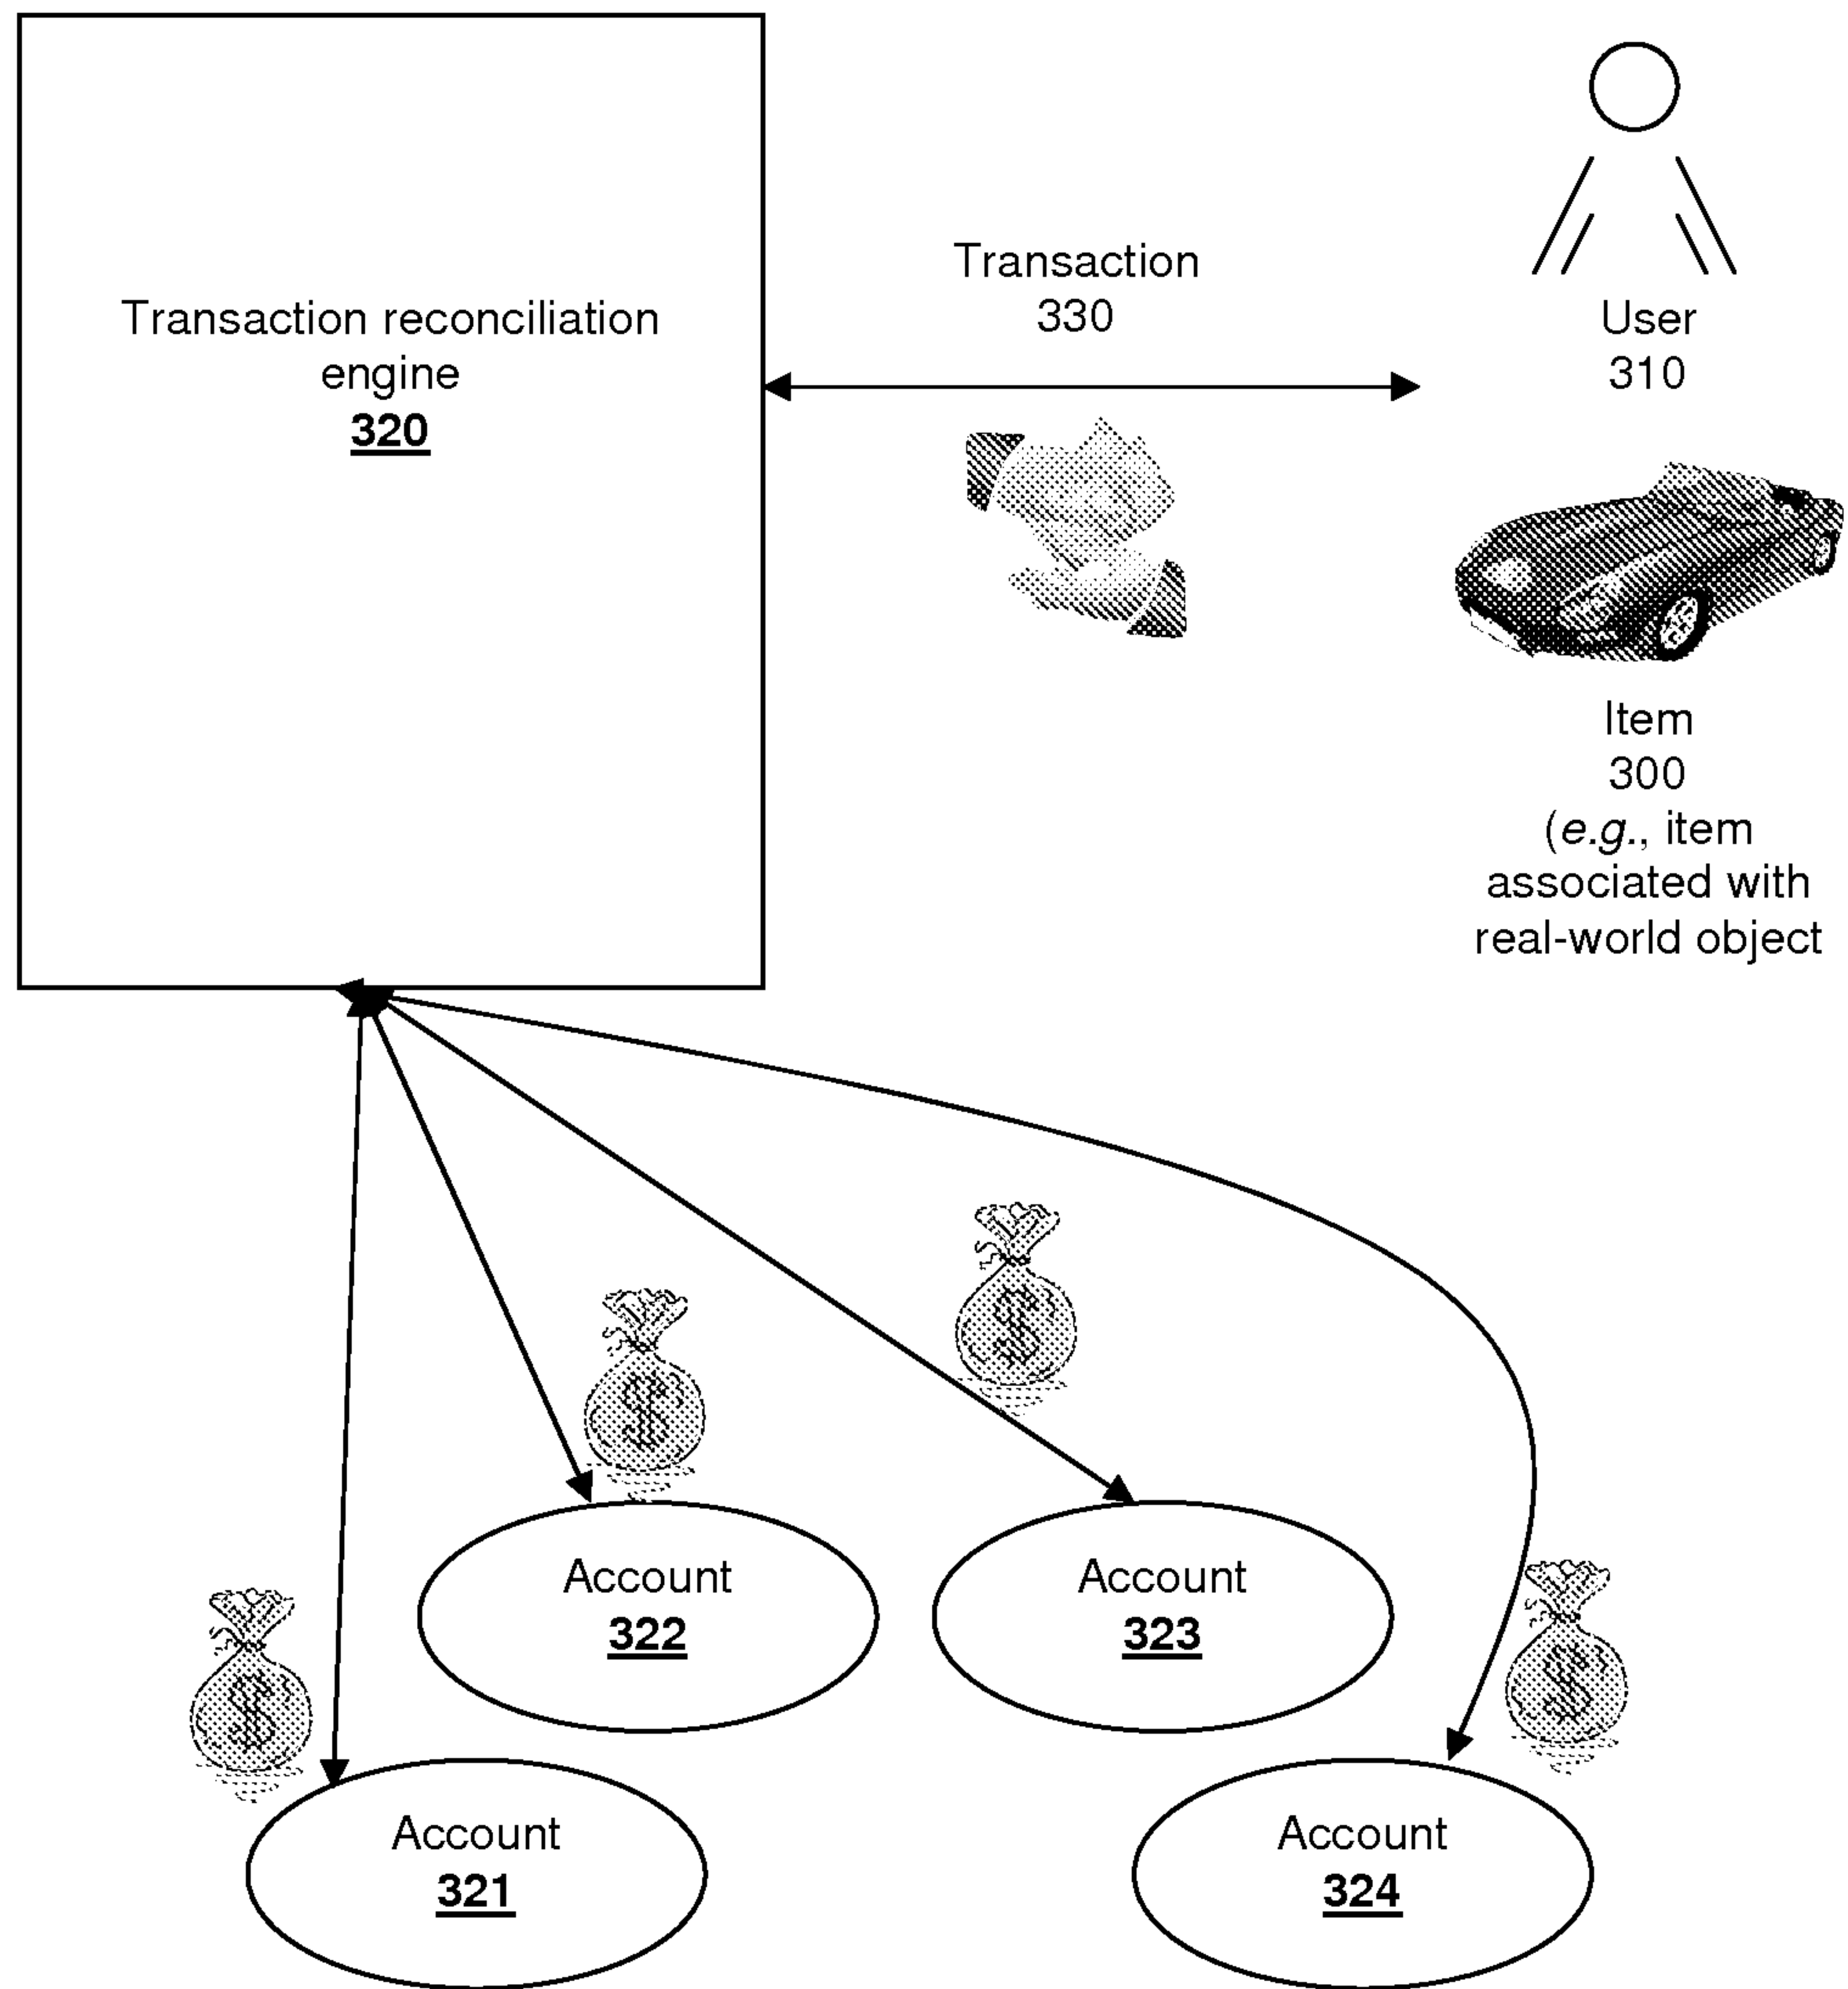 Transaction reconciliation
engine
320
Transaction
330
User
310
Item
300
(e.g., item
associated with
real-world object
$
$
$
$
Account
322
Account
323
Account
321
Account
324